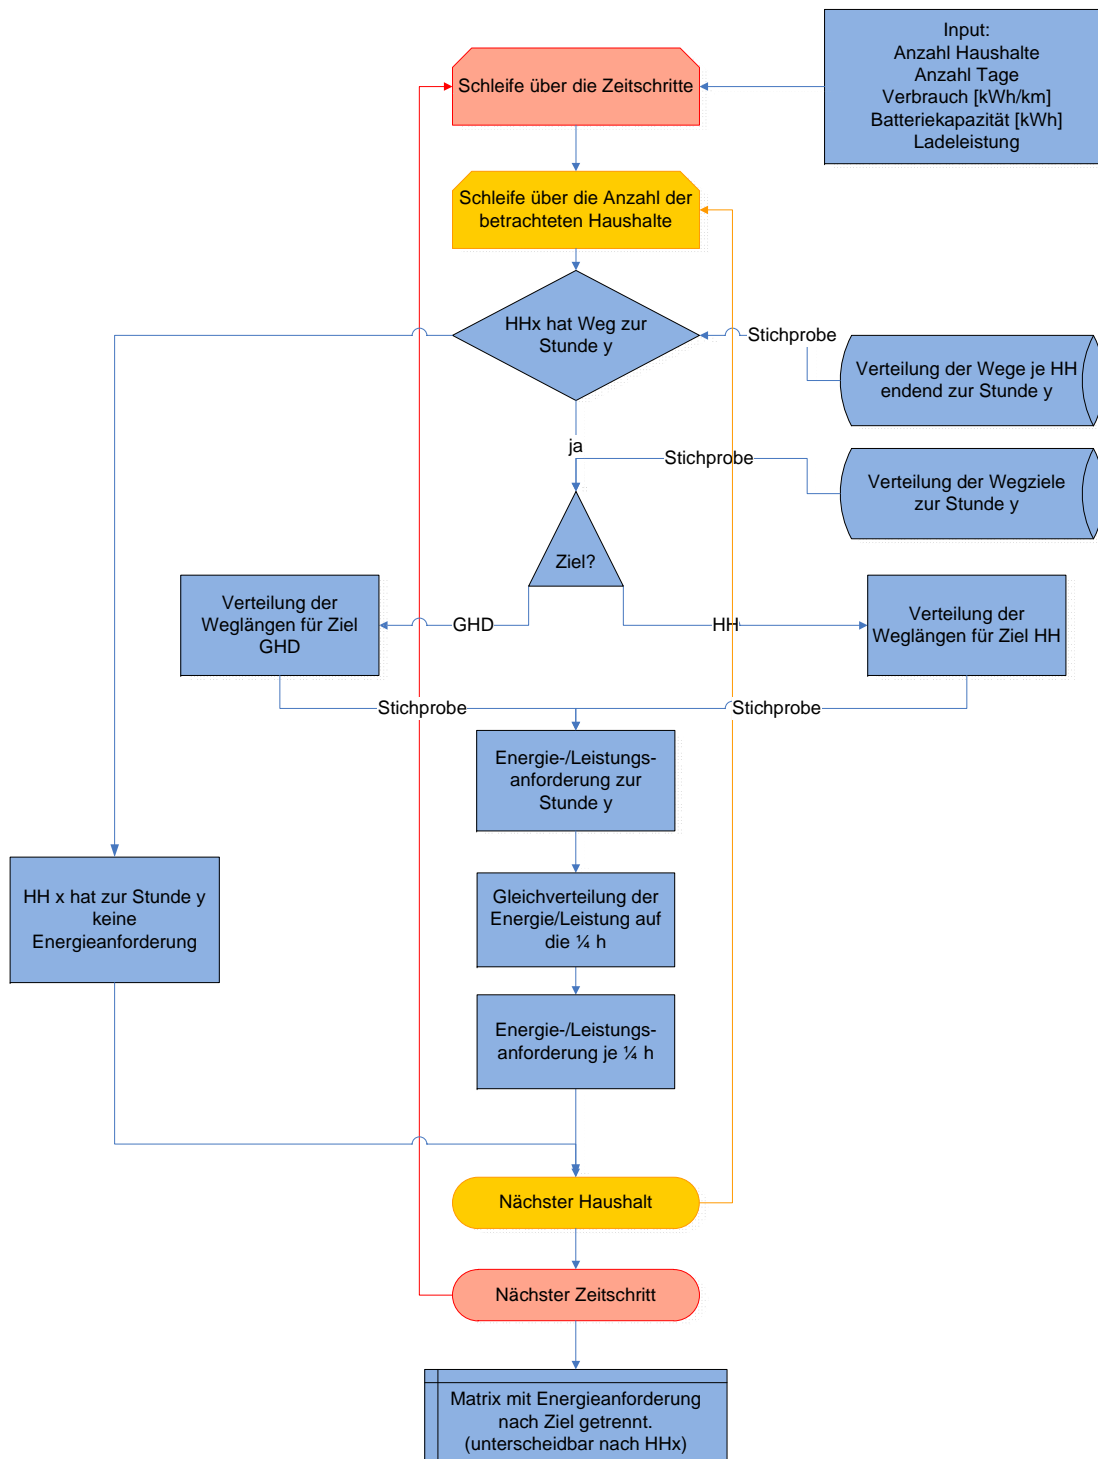 Input:
Anzahl Haushalte
Anzahl Tage
Verbrauch [kWh/km]
Batteriekapazität [kWh]
Ladeleistung
Schleife über die Zeitschritte
Schleife über die Anzahl der
betrachteten Haushalte
HHx hat Weg zur
Stunde y
Stichprobe
Verteilung der Wege je HH
endend zur Stunde y
ja
Stichprobe
Verteilung der Wegziele
zur Stunde y
Ziel?
Verteilung der
Weglängen für Ziel
GHD
GHD
HH
Verteilung der
Weglängen für Ziel HH
Stichprobe
Stichprobe
Energie-/Leistungs-
anforderung zur
Stunde y
HH x hat zur Stunde y
keine
Energieanforderung
Gleichverteilung der
Energie/Leistung auf
die ¼ h
Energie-/Leistungs-
anforderung je ¼ h
Nächster Haushalt
Nächster Zeitschritt
Matrix mit Energieanforderung
nach Ziel getrennt.
(unterscheidbar nach HHx)